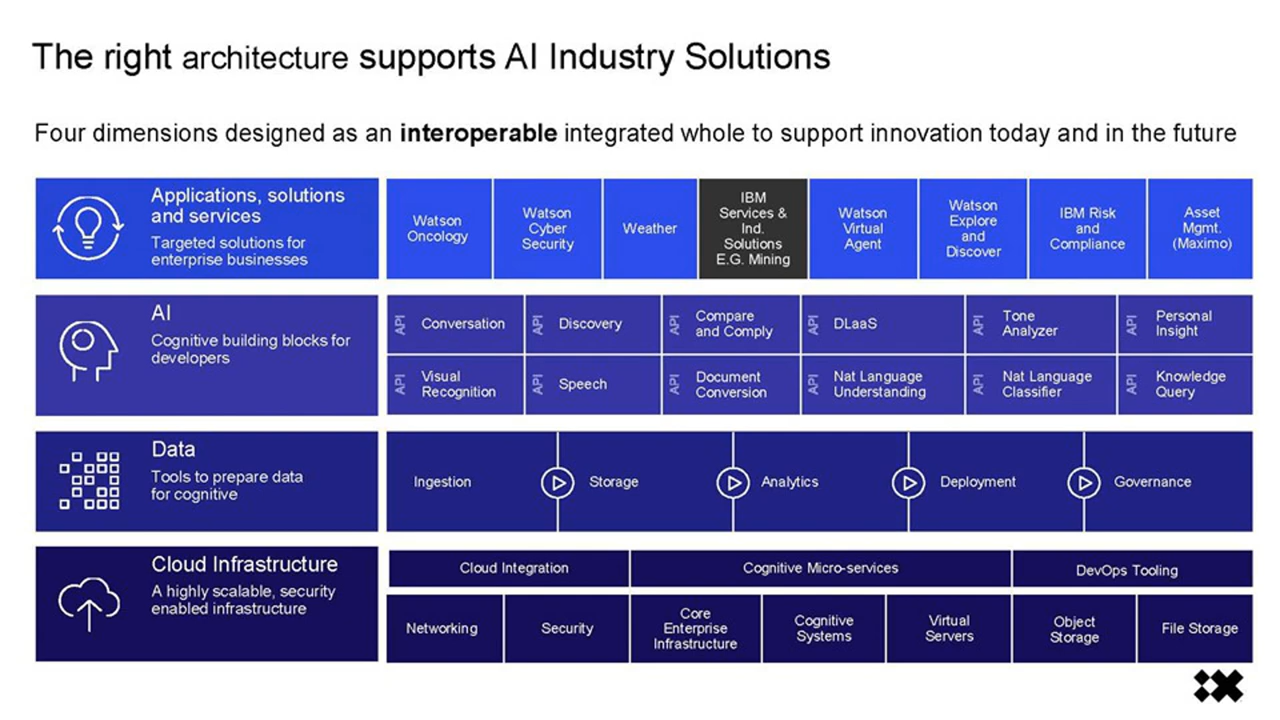 The right architecture supports AI Industry Solutions
Four dimensions designed as an interoperable integrated whole to support innovation today and in the future
Applications, solutions
and services
Targeted solutions for
enterprise businesses
Watson
Oncology
Watson
Cyber
Security
Weather
IBM
Services &
Ind.
Solutions
E.G. Mining
Watson
Virtual
Agent
Watson
Explore
and
Discover
IBM Risk
and
Compliance
Asset
Mgmt.
(Maximo)
AI
Cognitive building blocks for
developers
API
Conversation
API
Discovery
API
Compare
and Comply
API
DLaaS
API
Tone
Analyzer
API
Personal
Insight
API
Visual
Recognition
API
Speech
API
Document
Conversion
API
Nat Language
Understanding
API
Nat Language
Classifier
API
Knowledge
Query
Data
Tools to prepare data
for cognitive
Ingestion
Storage
Analytics
Deployment
Governance
Cloud Infrastructure
A highly scalable, security
enabled infrastructure
Cloud Integration
Cognitive Micro-services
DevOps Tooling
Networking
Security
Core
Enterprise
Infrastructure
Cognitive
Systems
Virtual
Servers
Object
Storage
File Storage